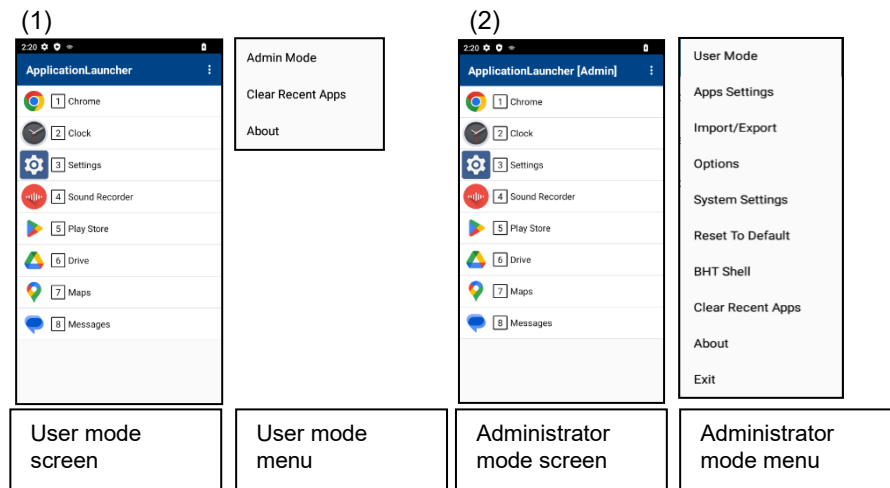 (1)
2:20
ApplicationLauncher
1 Chrome
2 Clock
3 Settings
4 Sound Recorder
5 Play Store
6 Drive
7 Maps
8 Messages
Admin Mode
Clear Recent Apps
About
(2)
2:20
ApplicationLauncher [Admin]
1 Chrome
2 Clock
3 Settings
4 Sound Recorder
5 Play Store
6 Drive
7 Maps
8 Messages
User Mode
Apps Settings
Import/Export
Options
System Settings
Reset To Default
BHT Shell
Clear Recent Apps
About
Exit
User mode
screen
User mode
menu
Administrator
mode screen
Administrator
mode menu